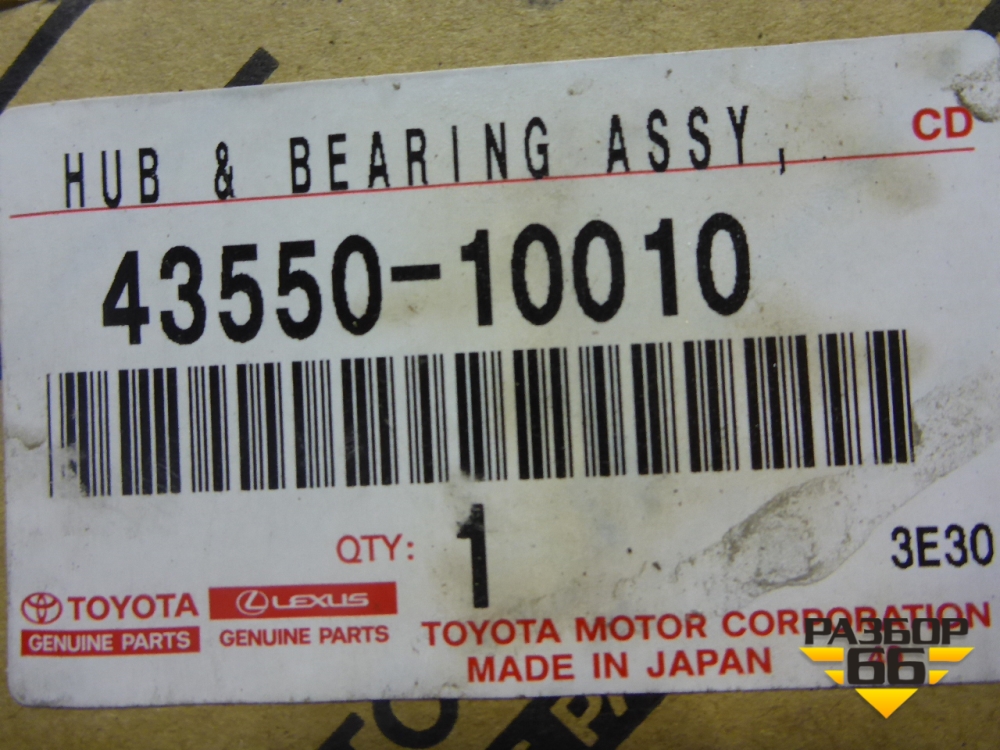 HUB & BEARING ASSY,
CD
43550-10010
QTY: 1
3E30
TOYOTA
GENUINE PARTS
LEXUS
GENUINE PARTS
TOYOTA MOTOR CORPORATION
MADE IN JAPAN
РАЗБОР
66